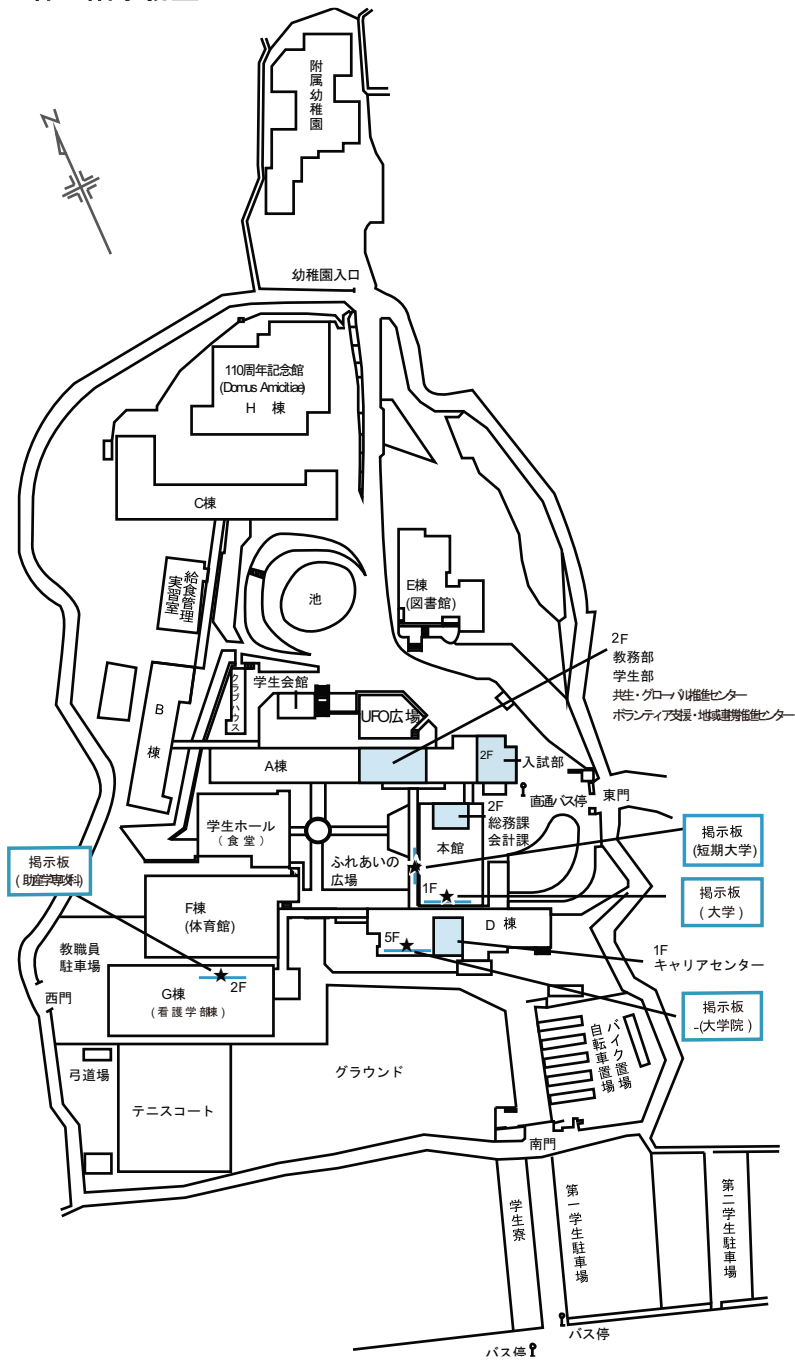 附属幼稚園
N
幼稚園入口
110周年記念館
(Domus Amicitiae)
H 棟
C棟
給食管理
実習室
池
E棟
(図書館)
2F
教務部
学生部
共生・グローバル推進センター
ボランティア支援・地域連携推進センター
学生会館
クラブハウス
UFO広場
B
棟
A棟
2F
入試部
直通バス停
東門
2F
総務課
会計課
本館
学生ホール
(食堂)
ふれあいの
広場
掲示板
(短期大学)
掲示板
(助産学専攻科)
1F
掲示板
(大学)
F棟
(体育館)
D 棟
5F
教職員
駐車場
1F
キャリアセンター
西門
2F
G棟
(看護学部棟)
掲示板
-(大学院)
バイク置場
自転車置場
弓道場
グラウンド
テニスコート
南門
学生寮
第一学生駐車場
第二学生駐車場
バス停
バス停